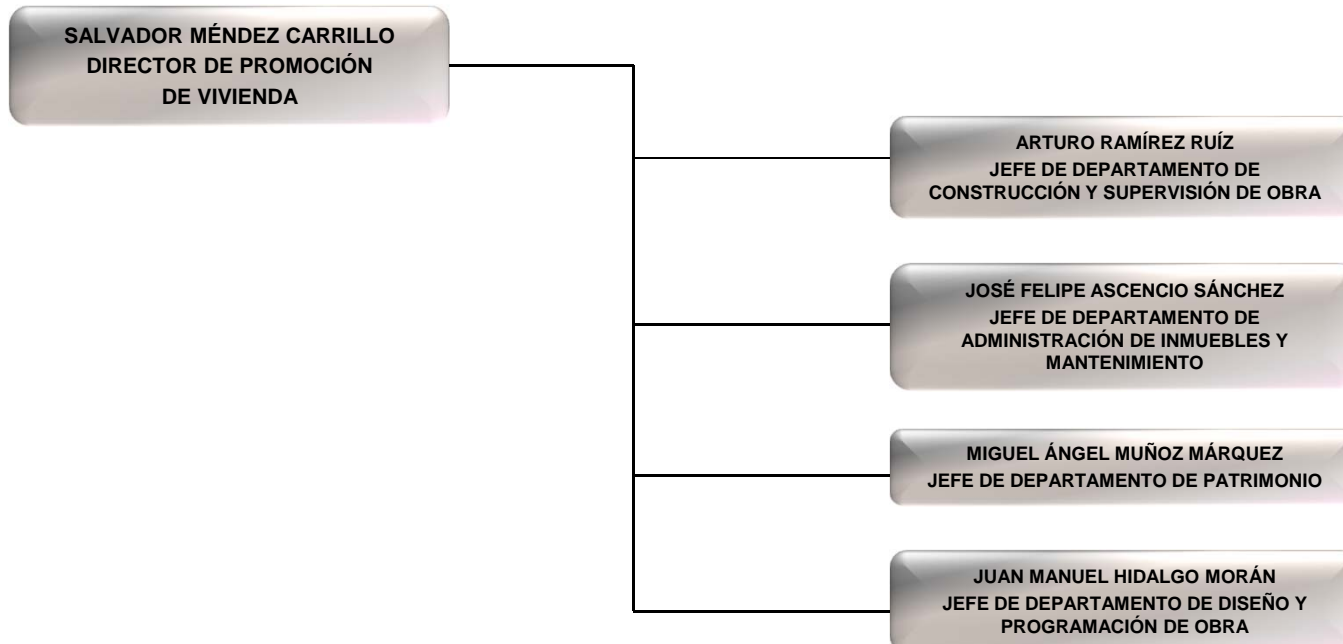 SALVADOR MÉNDEZ CARRILLO
DIRECTOR DE PROMOCIÓN
DE VIVIENDA
ARTURO RAMÍREZ RUÍZ
JEFE DE DEPARTAMENTO DE
CONSTRUCCIÓN Y SUPERVISIÓN DE OBRA
JOSÉ FELIPE ASCENCIO SÁNCHEZ
JEFE DE DEPARTAMENTO DE
ADMINISTRACIÓN DE INMUEBLES Y
MANTENIMIENTO
MIGUEL ÁNGEL MUÑOZ MÁRQUEZ
JEFE DE DEPARTAMENTO DE PATRIMONIO
JUAN MANUEL HIDALGO MORÁN
JEFE DE DEPARTAMENTO DE DISEÑO Y
PROGRAMACIÓN DE OBRA